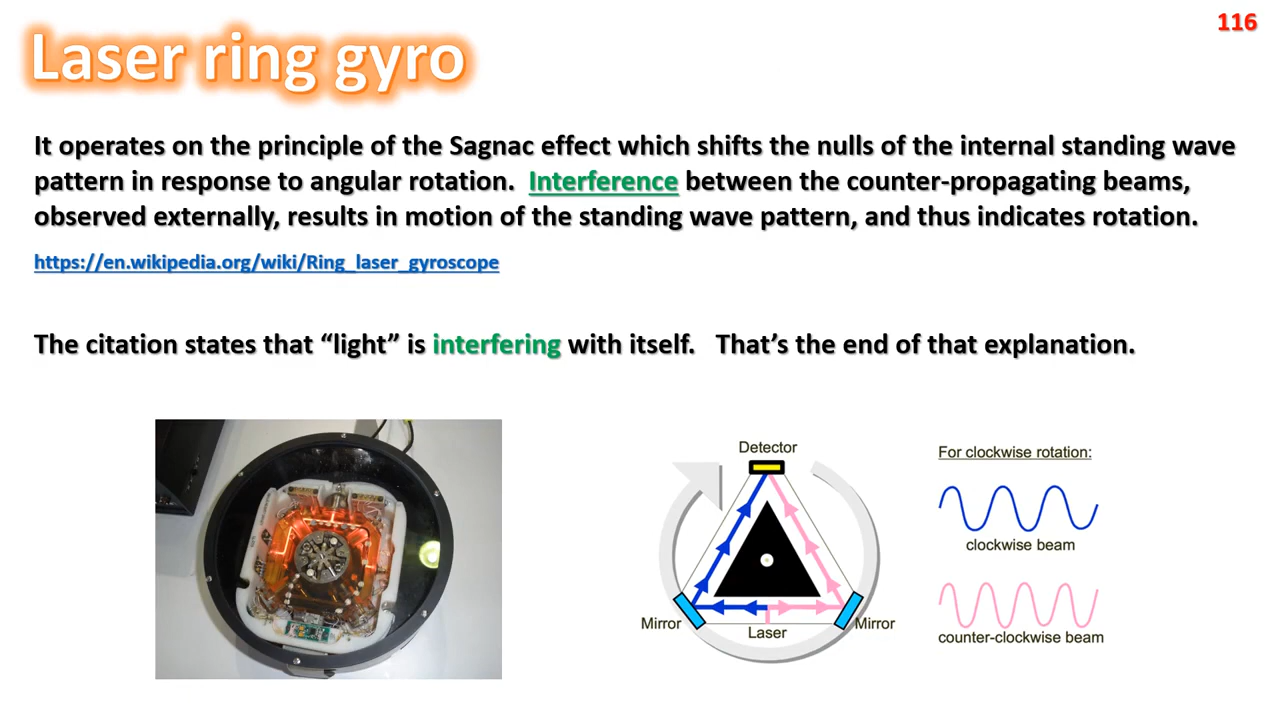 116
Laser ring gyro
It operates on the principle of the Sagnac effect which shifts the nulls of the internal standing wave
pattern in response to angular rotation.  Interference between the counter-propagating beams,
observed externally, results in motion of the standing wave pattern, and thus indicates rotation.
https://en.wikipedia.org/wiki/Ring_laser_gyroscope
The citation states that “light” is interfering with itself.   That’s the end of that explanation.
Detector
Mirror
Laser
Mirror
For clockwise rotation:
clockwise beam
counter-clockwise beam